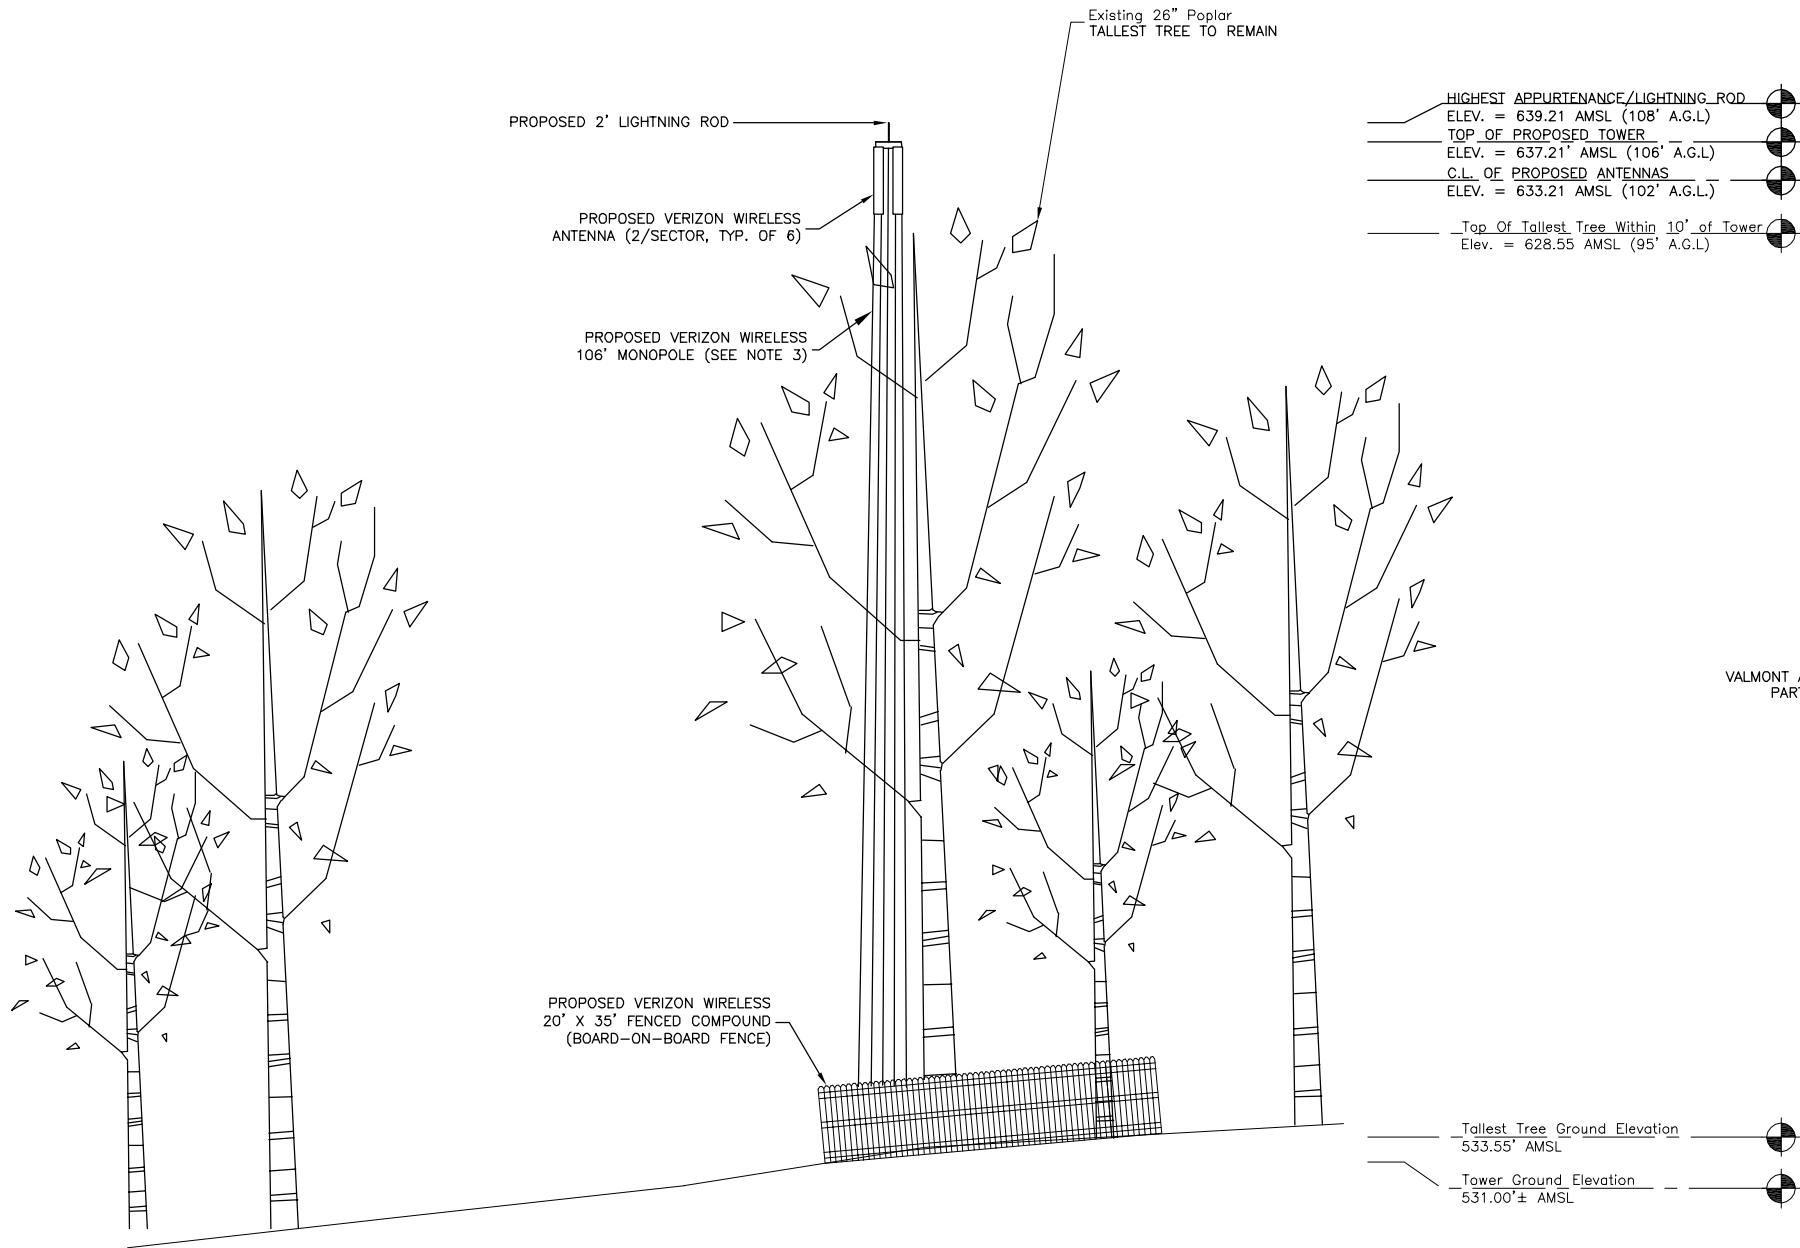 Existing 26" Poplar
TALLEST TREE TO REMAIN
PROPOSED 2' LIGHTNING ROD
HIGHEST APPURTENANCE/LIGHTNING ROD
ELEV. = 639.21 AMSL (108' A.G.L)
TOP OF PROPOSED TOWER
ELEV. = 637.21' AMSL (106' A.G.L)
C.L. OF PROPOSED ANTENNAS
ELEV. = 633.21 AMSL (102' A.G.L.)
Top Of Tallest Tree Within 10' of Tower
Elev. = 628.55 AMSL (95' A.G.L)
PROPOSED VERIZON WIRELESS
ANTENNA (2/SECTOR, TYP. OF 6)
PROPOSED VERIZON WIRELESS
106' MONOPOLE (SEE NOTE 3)
VALMONT
PROPOSED VERIZON WIRELESS
20' X 35' FENCED COMPOUND
(BOARD-ON-BOARD FENCE)
Tallest Tree Ground Elevation
533.55' AMSL
Tower Ground Elevation
531.00'± AMSL